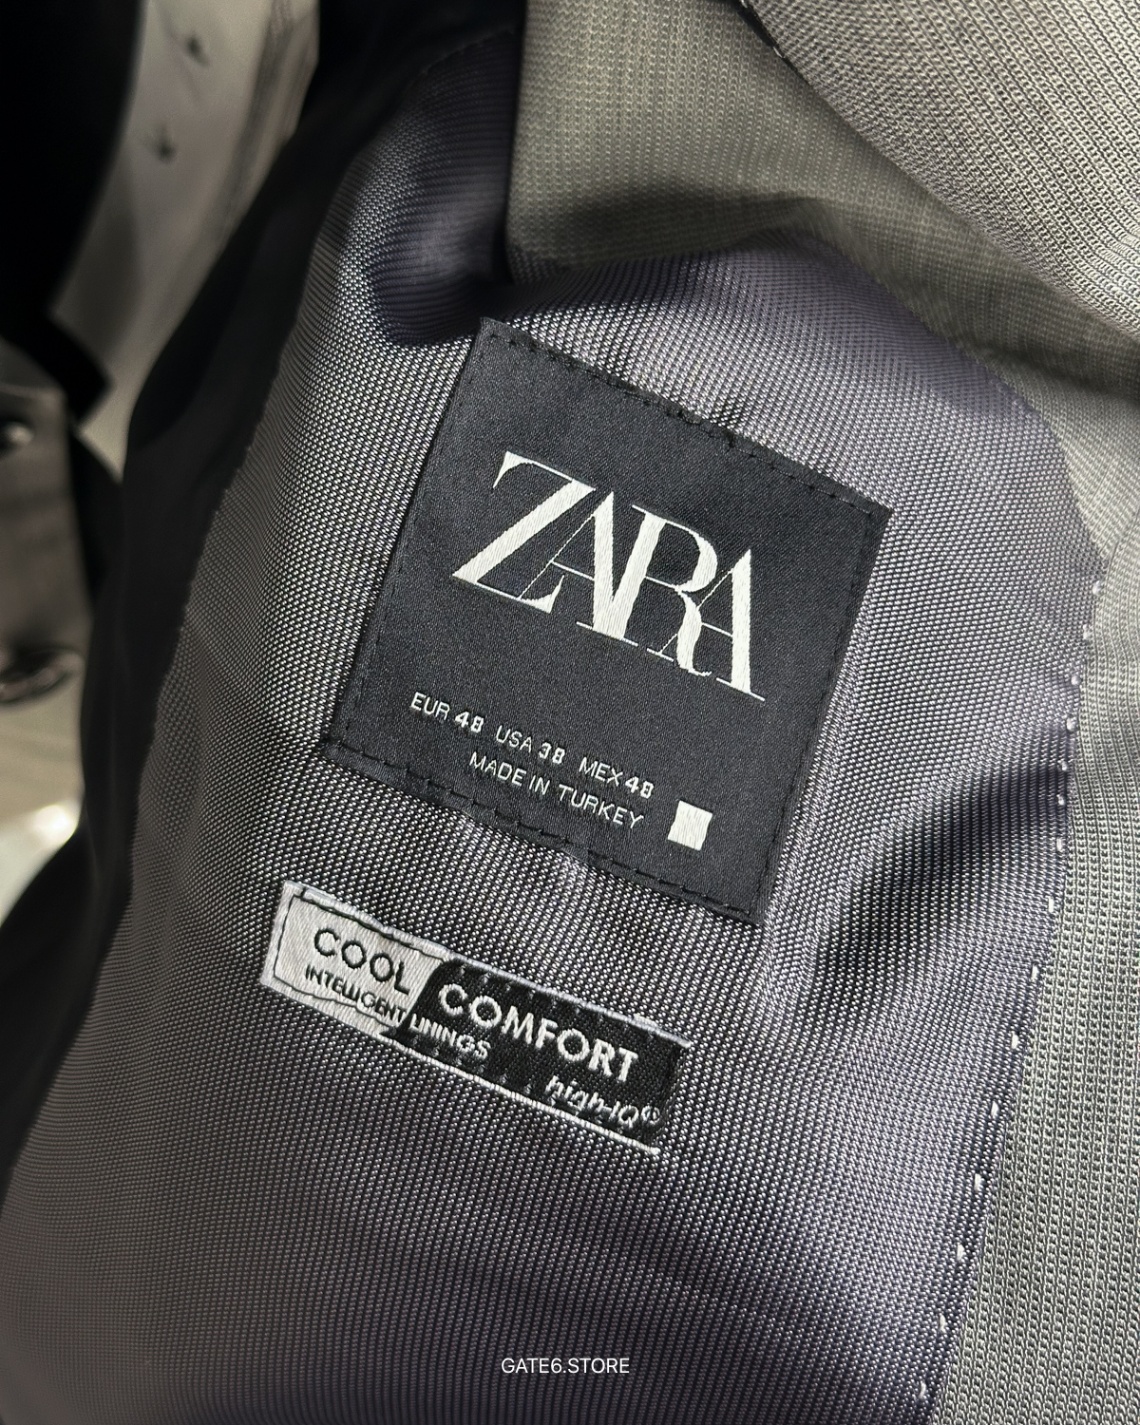 ZARA
EUR 48 USA 38 MEX 48
MADE IN TURKEY
COOL COMFORT
INTELLIGENT LININGS
high-IQ®
GATE6.STORE